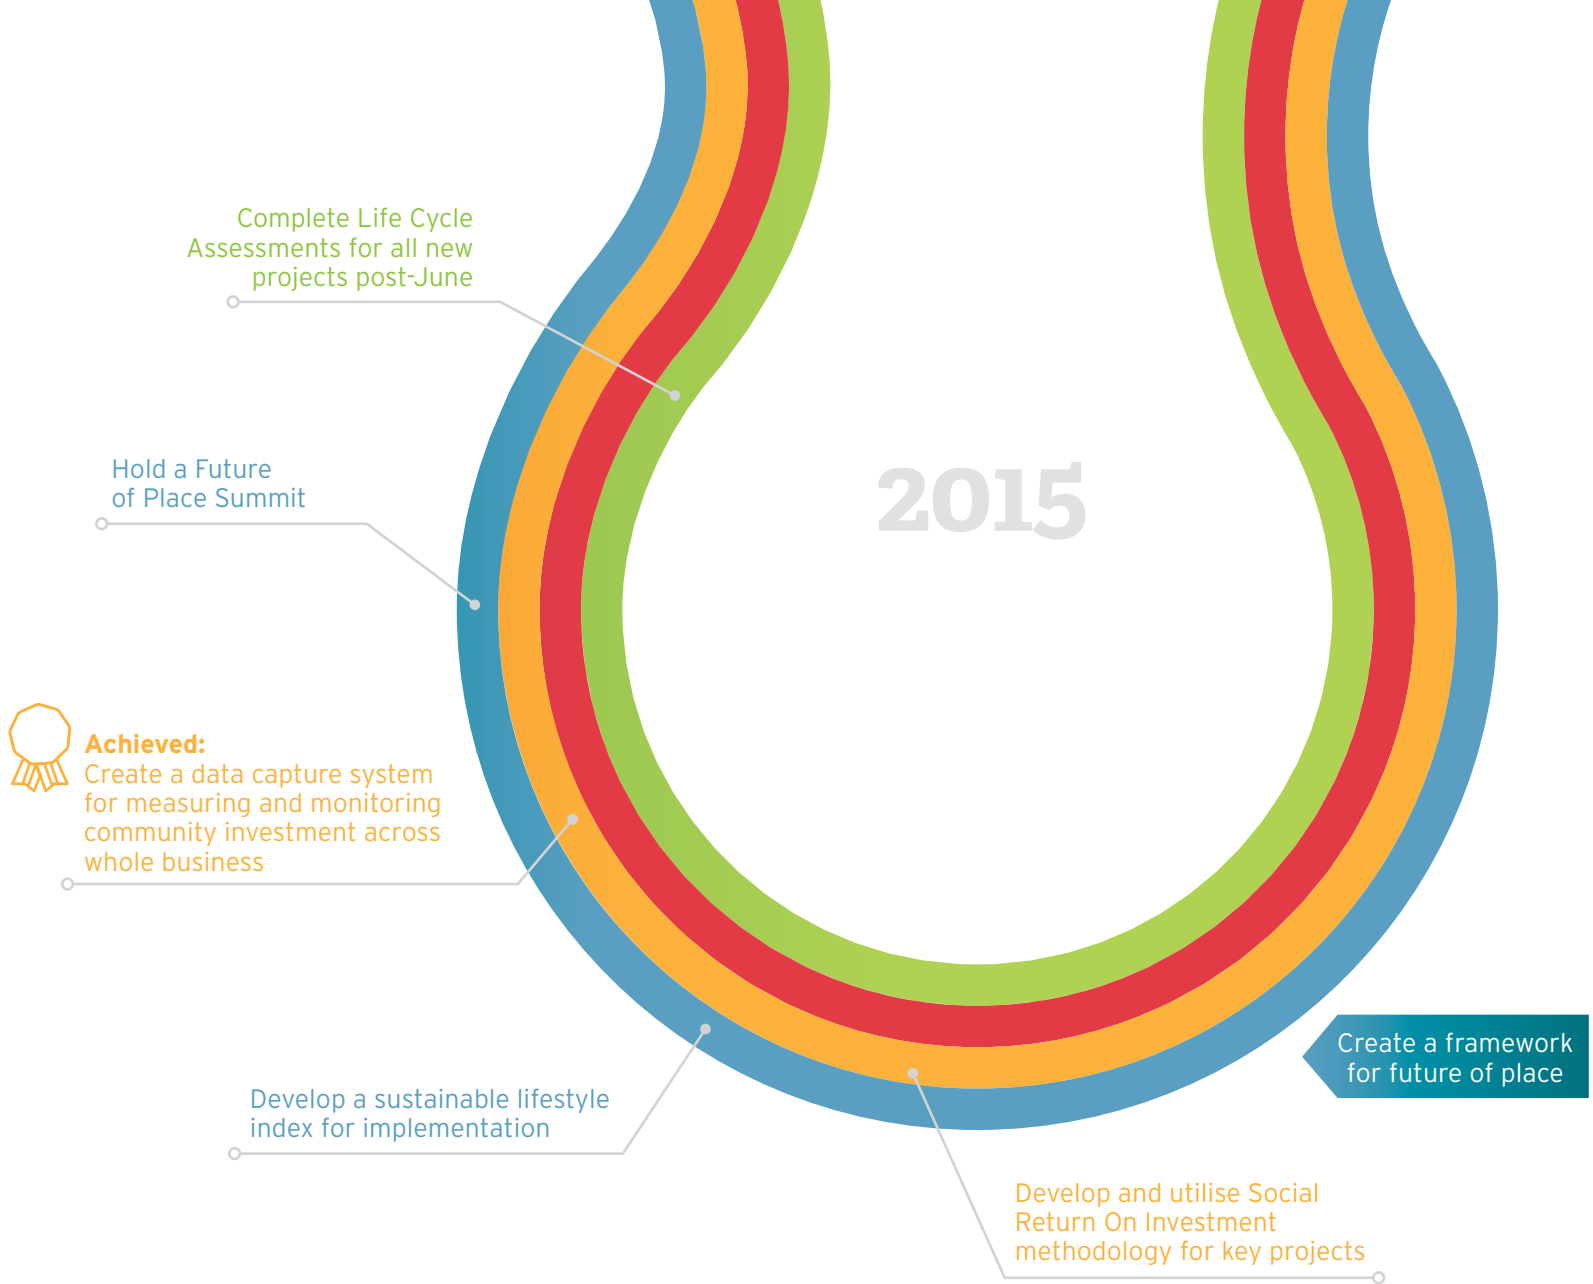 Complete Life Cycle
Assessments for all new
projects post-June
Hold a Future
of Place Summit
2015
Achieved:
Create a data capture system
for measuring and monitoring
community investment across
whole business
Create a framework
for future of place
Develop a sustainable lifestyle
index for implementation
Develop and utilise Social
Return On Investment
methodology for key projects